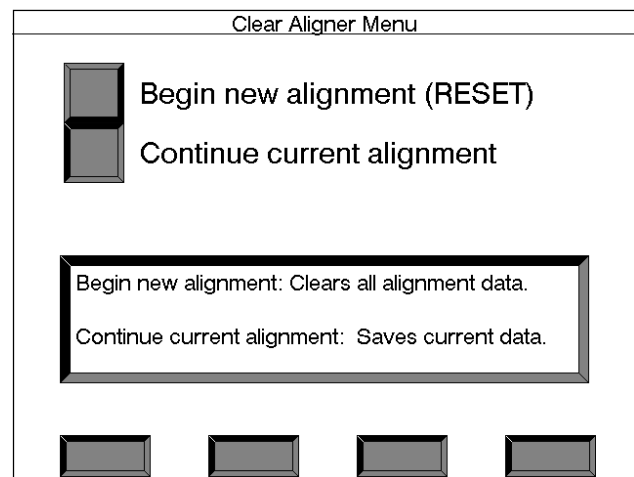 Clear Aligner Menu
Begin new alignment (RESET)
Continue current alignment
Begin new alignment: Clears all alignment data.
Continue current alignment:  Saves current data.